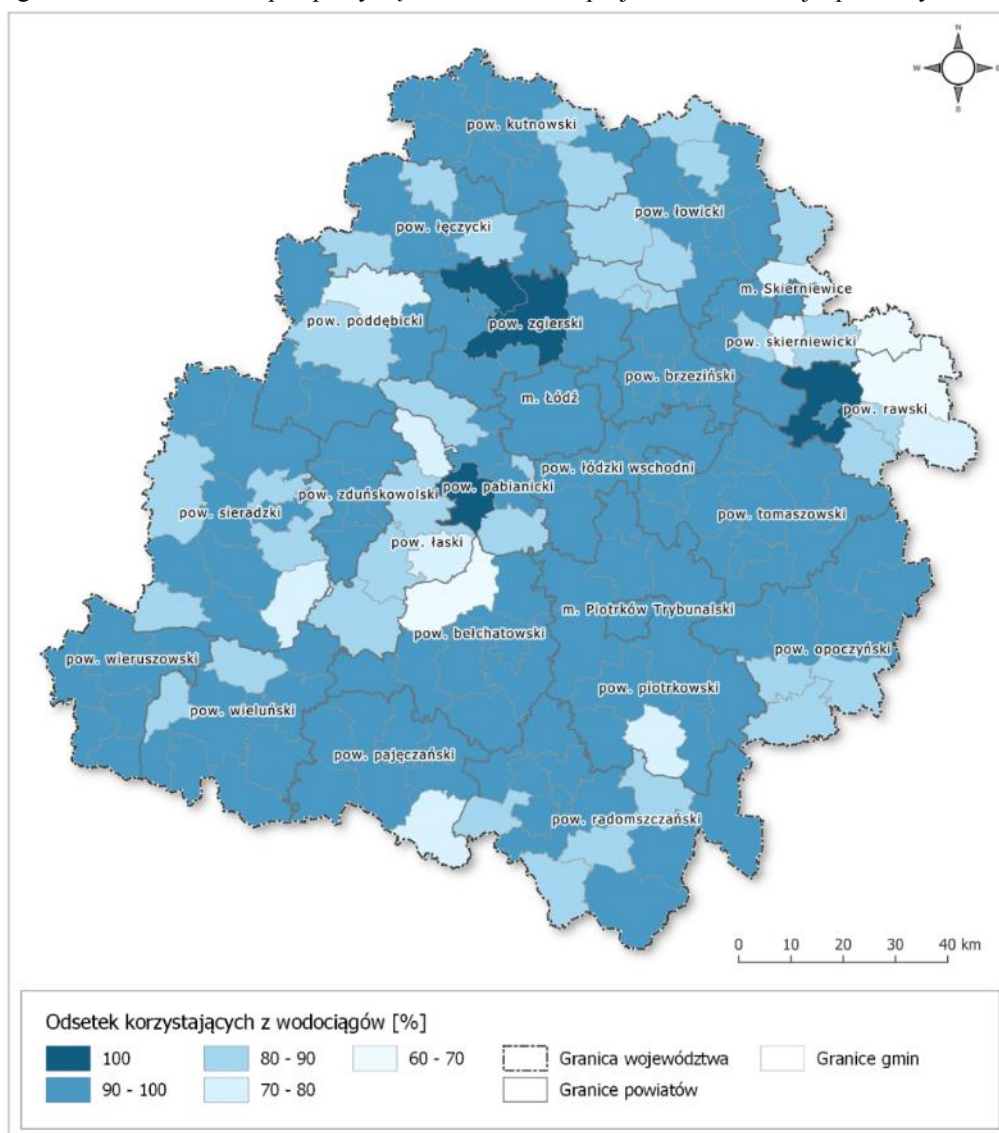 N
W E
S
pow. kutnowski
pow. łowicki
pow. łęczycki
m. Skierniewice
pow. poddębicki
pow. zgierski
pow. skierniewicki
pow. brzeziński
m. Łódź
pow. rawski
pow. łódzki wschodni
pow. pabianicki
pow. zduńskowolski
pow. sieradzki
pow. tomaszowski
pow. łaski
m. Piotrków Trybunalski
pow. bełchatowski
pow. opoczyński
pow. wieruszowski
pow. piotrkowski
pow. wieluński
pow. pajęczański
pow. radomszczański
0 10 20 30 40 km
Odsetek korzystających z wodociągów [%]
100 80 - 90 60 - 70 Granica województwa Granice gmin
90 - 100 70 - 80 Granice powiatów